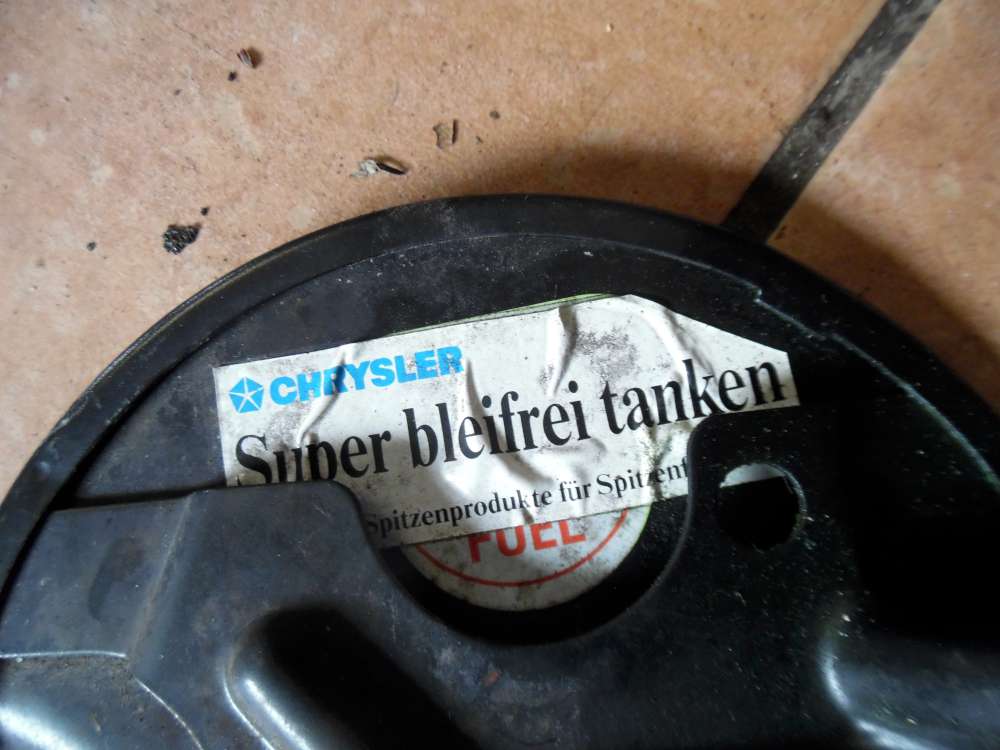 CHRYSLER
Super bleifrei tanken
Spitzenprodukte für
FUEL